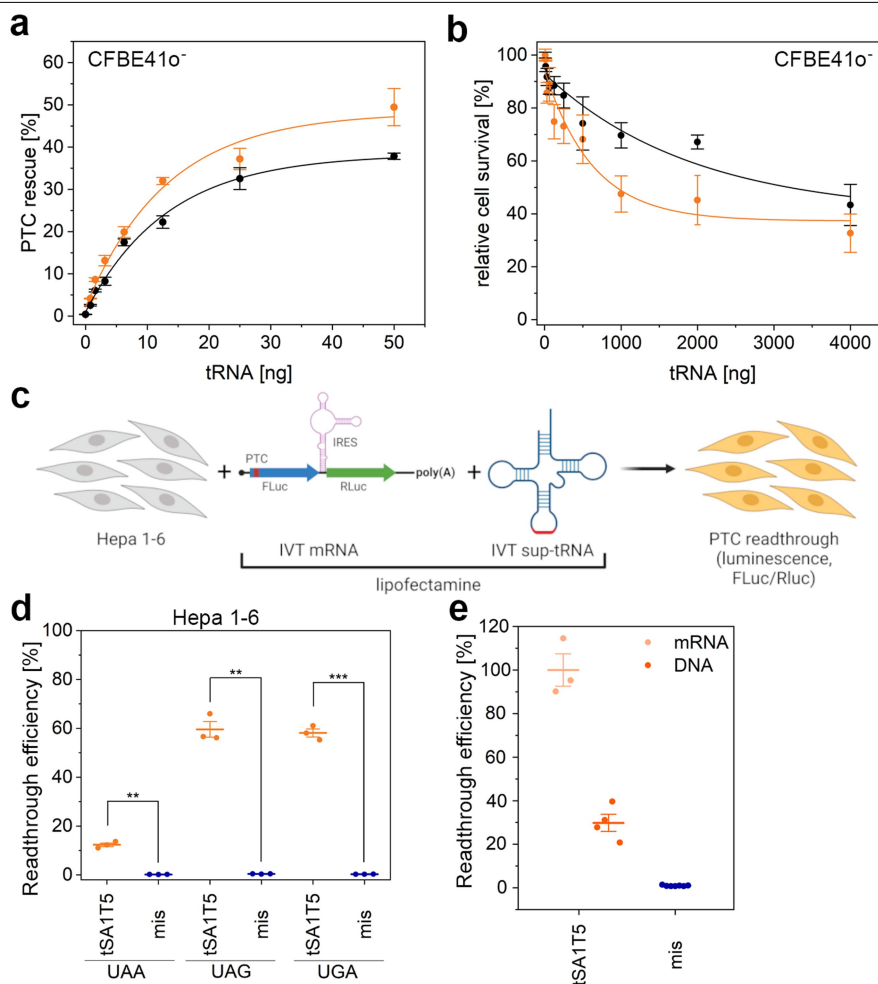 a
b
CFBE41o-
CFBE41o-
PTC rescue [%]
60
50
40
30
20
10
0
0 10 20 30 40 50
tRNA [ng]
relative cell survival [%]
100
80
60
40
20
0
0 1000 2000 3000 4000
tRNA [ng]
c
Hepa 1-6
+
PTC
FLuc
IRES
RLuc
poly(A)
IVT mRNA
+
IVT sup-tRNA
lipofectamine
PTC readthrough
(luminescence,
FLuc/Rluc)
d
Hepa 1-6
Readthrough efficiency [%]
100
80
60
40
20
0
**
**
***
tSA1T5 mis tSA1T5 mis tSA1T5 mis
UAA UAG UGA
e
Readthrough efficiency [%]
120
100
80
60
40
20
0
mRNA
DNA
tSA1T5 mis